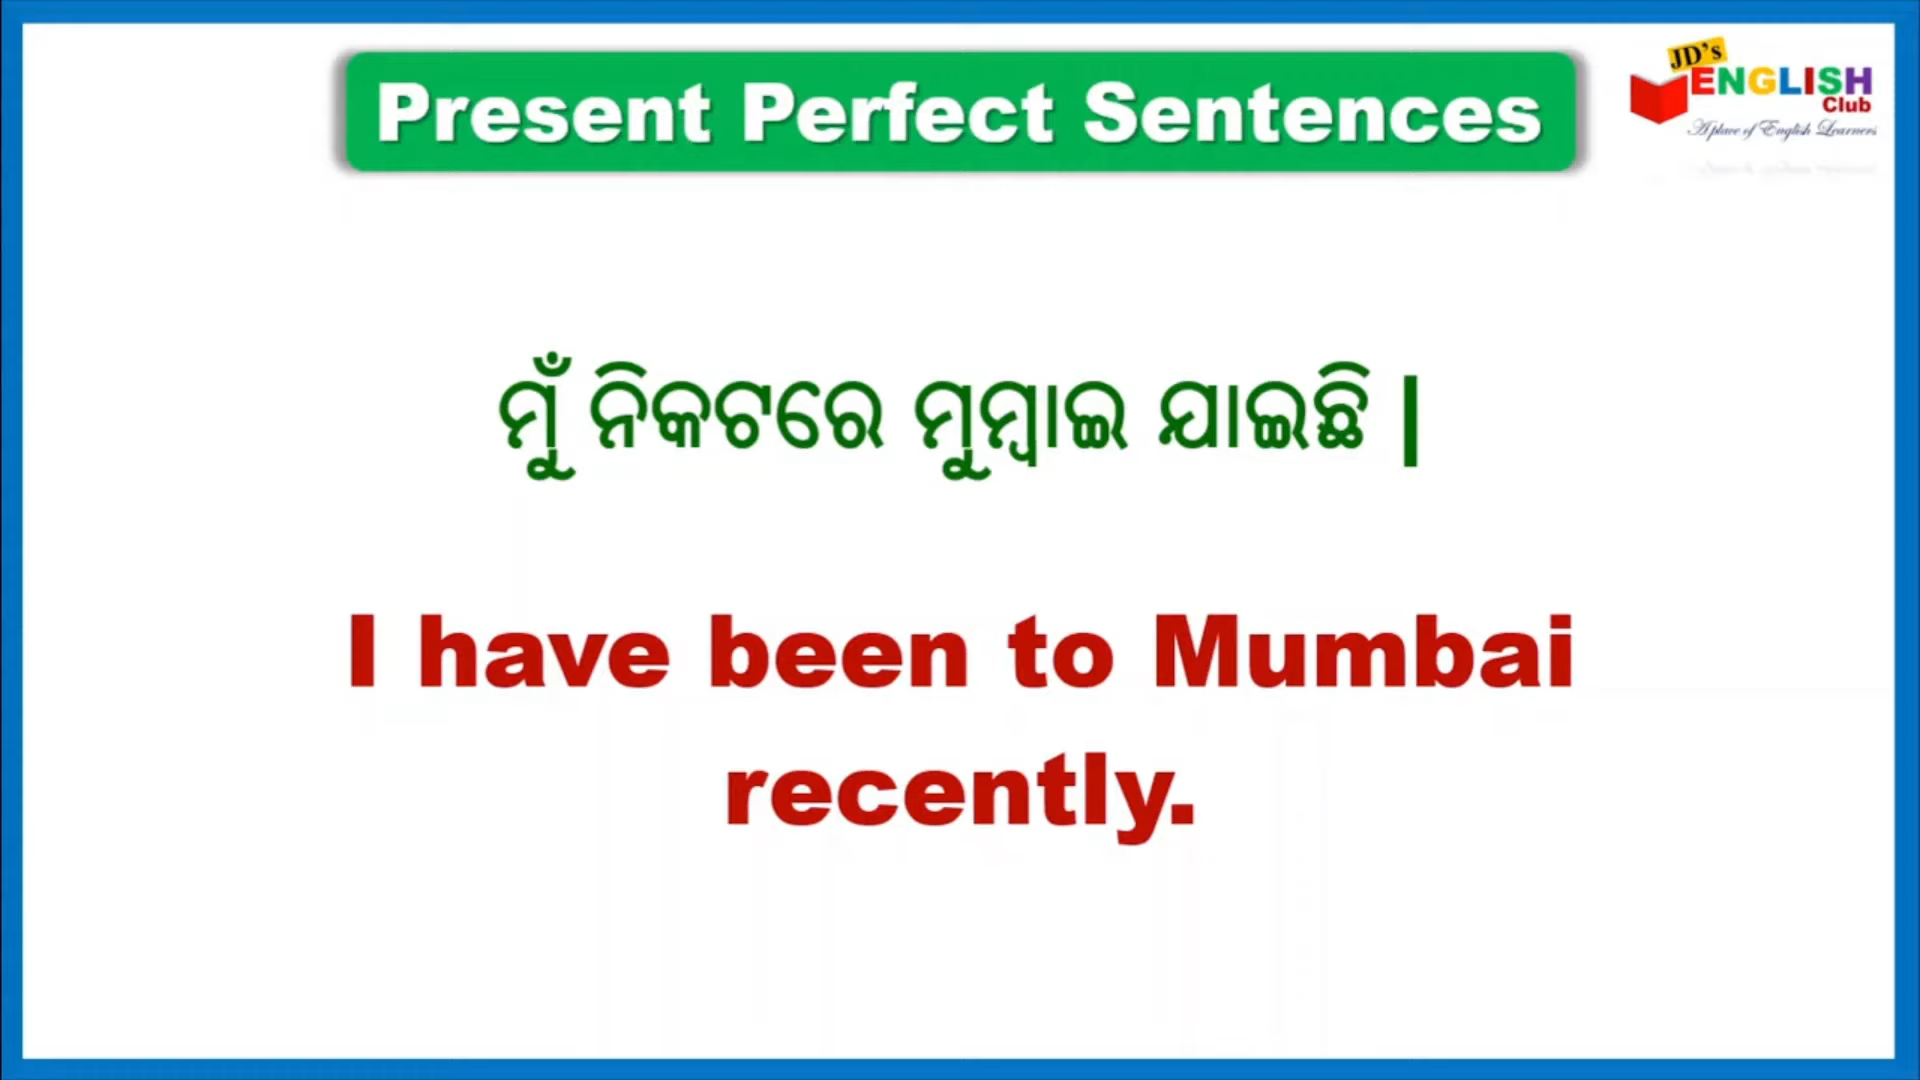 Present Perfect Sentences
JD's
ENGLISH
Club
A place of English Learners
ମୁଁ ନିକଟରେ ମୁମ୍ବାଇ ଯାଇଛି |
I have been to Mumbai
recently.